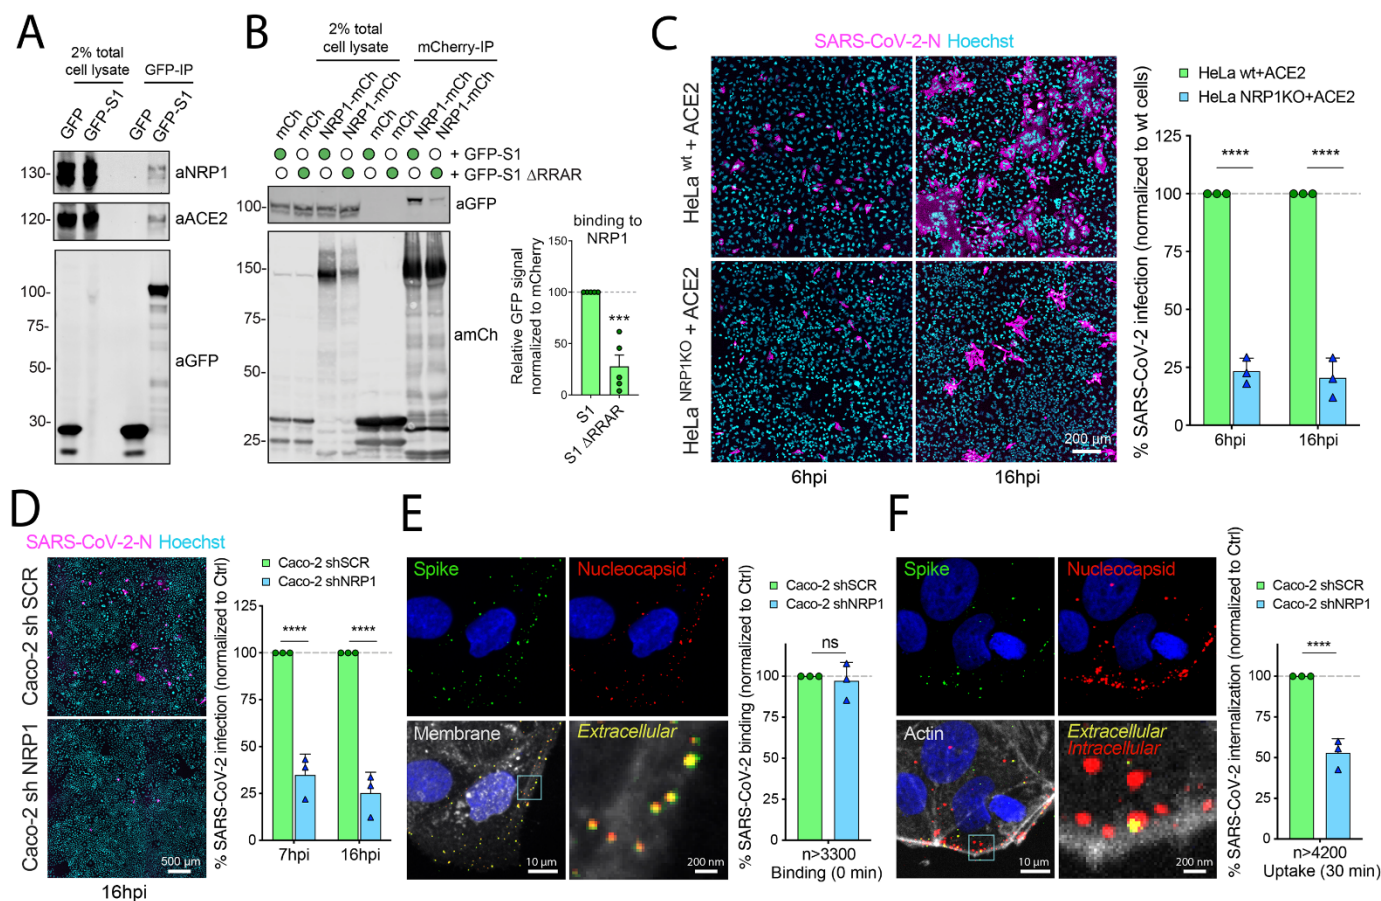 A
2% total
cell lysate
GFP-IP
GFP
GFP-S1
GFP
GFP-S1
130-
aNRP1
120-
aACE2
100-
75-
50-
30-
aGFP
B
2% total
cell lysate
mCherry-IP
mCh
mCh
NRP1-mCh
NRP1-mCh
mCh
mCh
NRP1-mCh
NRP1-mCh
+ GFP-S1
+ GFP-S1 ΔRRAR
100-
aGFP
150-
75-
50-
25-
amCh
binding to
NRP1
Relative GFP signal
normalized to mCherry
150
100
50
0
***
S1
S1 ΔRRAR
C
SARS-CoV-2-N Hoechst
HeLa wt + ACE2
HeLa NRP1KO + ACE2
200 µm
6hpi
16hpi
HeLa wt+ACE2
HeLa NRP1KO+ACE2
% SARS-CoV-2 infection (normalized to wt cells)
125
100
75
50
25
0
****
****
6hpi
16hpi
D
SARS-CoV-2-N Hoechst
Caco-2 sh SCR
Caco-2 sh NRP1
500 µm
16hpi
Caco-2 shSCR
Caco-2 shNRP1
% SARS-CoV-2 infection (normalized to Ctrl)
125
100
75
50
25
0
****
****
7hpi
16hpi
E
Spike
Nucleocapsid
Membrane
Extracellular
10 µm
200 nm
Caco-2 shSCR
Caco-2 shNRP1
% SARS-CoV-2 binding (normalized to Ctrl)
125
100
75
50
25
0
ns
n>3300
Binding (0 min)
F
Spike
Nucleocapsid
Actin
Extracellular
Intracellular
10 µm
200 nm
Caco-2 shSCR
Caco-2 shNRP1
% SARS-CoV-2 internalization (normalized to Ctrl)
125
100
75
50
25
0
****
n>4200
Uptake (30 min)